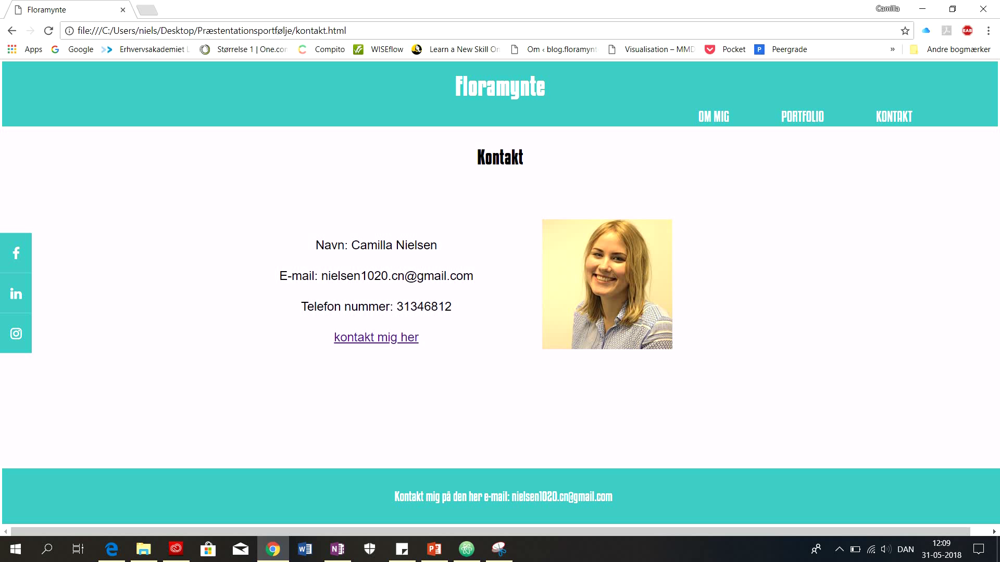 Floramynte
Camilla
file:///C:/Users/niels/Desktop/Præstentationsportfølje/kontakt.html
Apps Google Erhvervsakademiet Størrelse 1 | One.com Compito WISEflow Learn a New Skill On Om ‹ blog.floramynt Visualisation – MMD Pocket P Peergrade » Andre bogmærker
Floramynte
OM MIG PORTFOLIO KONTAKT
Kontakt
Navn: Camilla Nielsen
E-mail: nielsen1020.cn@gmail.com
Telefon nummer: 31346812
kontakt mig her
Kontakt mig på den her e-mail: nielsen1020.cn@gmail.com
DAN
12:09
31-05-2018